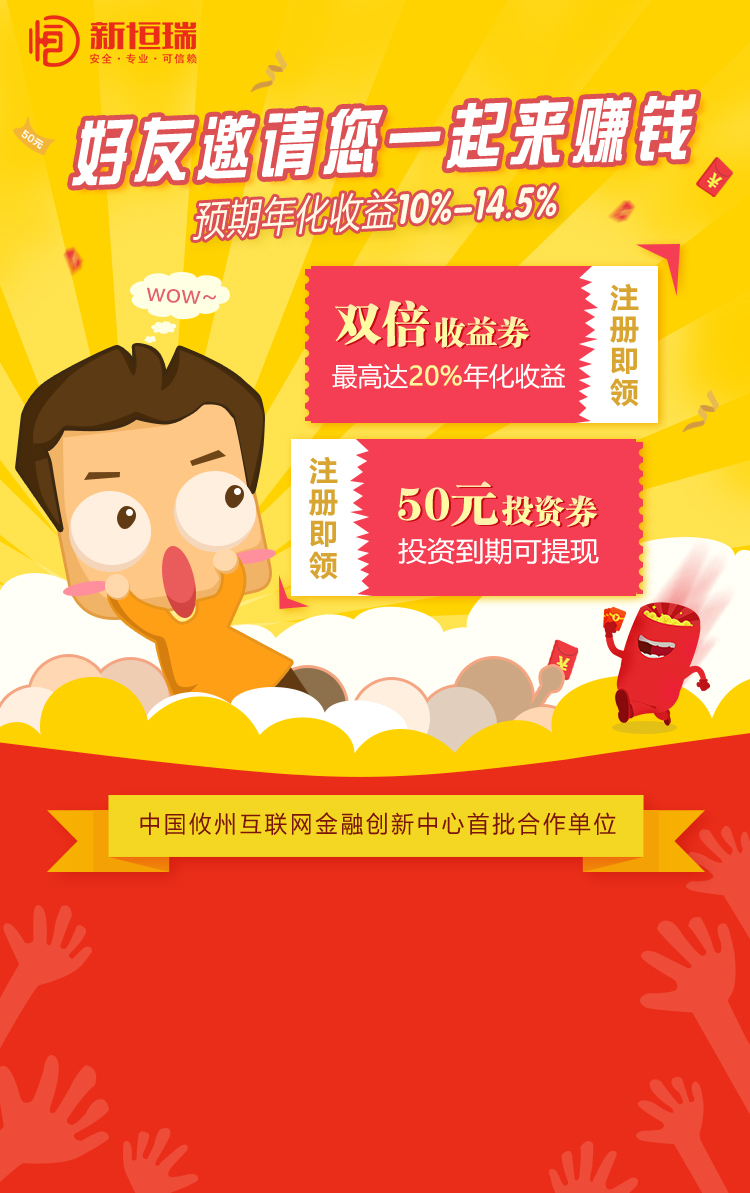 新恒瑞
安全·专业·可信赖
50元
好友邀请您一起来赚钱
预期年化收益10%-14.5%
WOW~
双倍收益券
最高达20%年化收益
注册即领
注册即领
50元投资券
投资到期可提现
中国攸州互联网金融创新中心首批合作单位